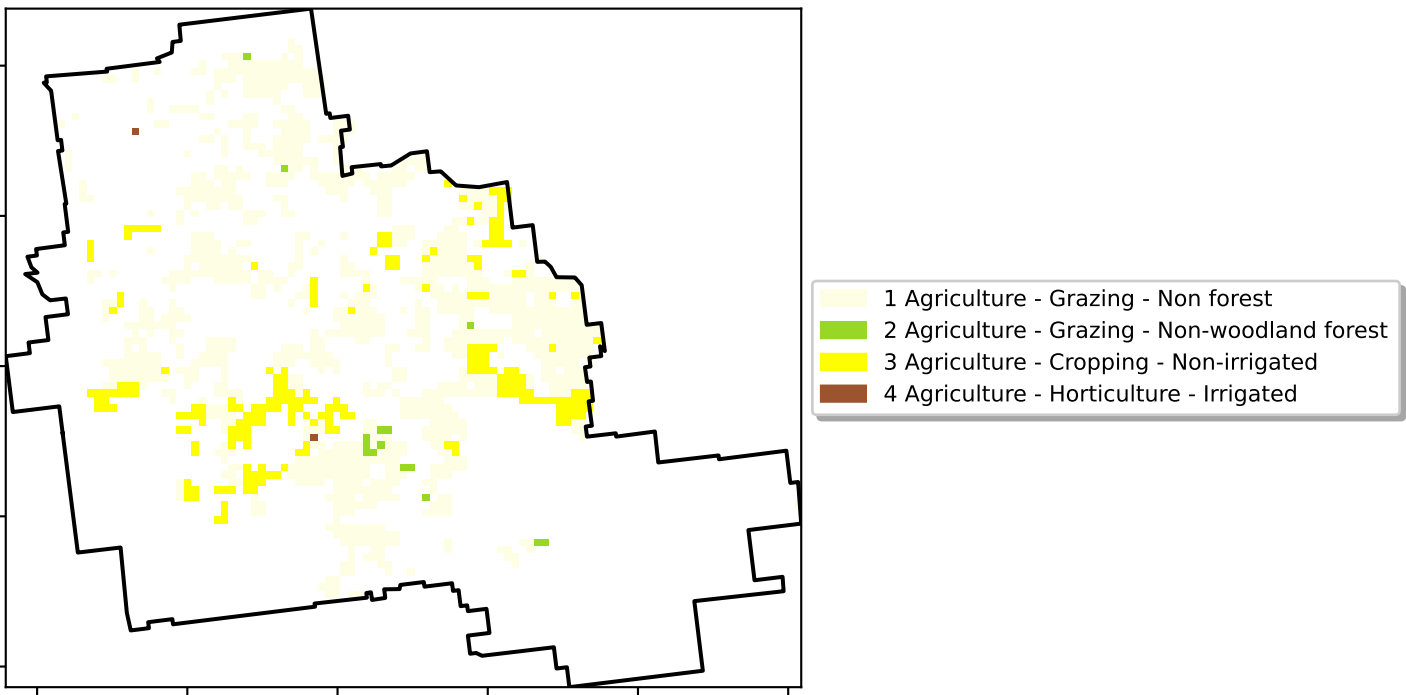 1 Agriculture - Grazing - Non forest
2 Agriculture - Grazing - Non-woodland forest
3 Agriculture - Cropping - Non-irrigated
4 Agriculture - Horticulture - Irrigated